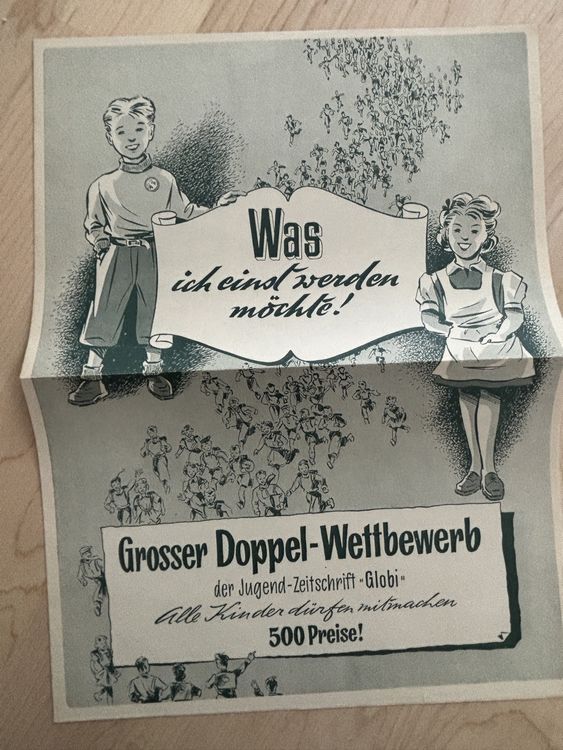 Was
ich einst werden
möchte!
Grosser Doppel-Wettbewerb
der Jugend-Zeitschrift "Globi"
Alle Kinder dürfen mitmachen
500 Preise!